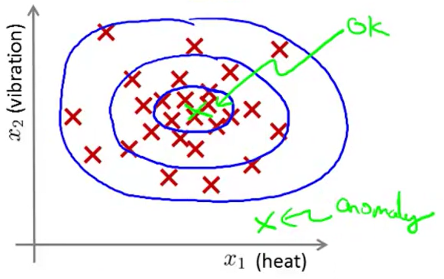 OK
x₂ (vibration)
anomaly
x₁ (heat)